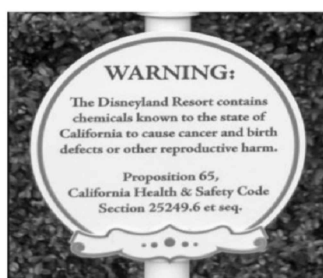 WARNING:
The Disneyland Resort contains
chemicals known to the state of
California to cause cancer and birth
defects or other reproductive harm.
Proposition 65,
California Health & Safety Code
Section 25249.6 et seq.